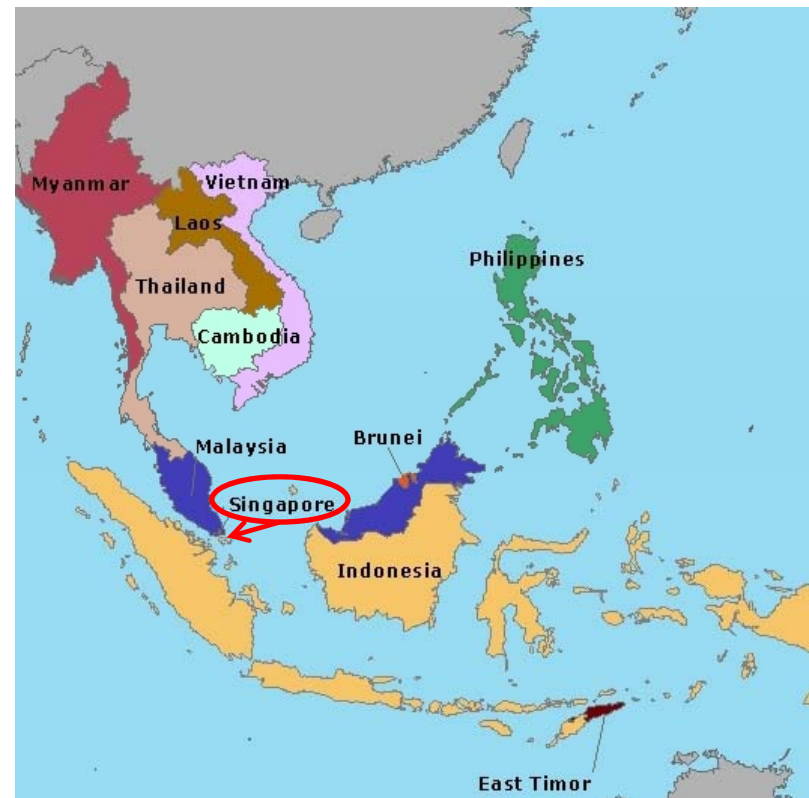 Vietnam
Myanmar
Laos
Philippines
Thailand
Cambodia
Brunei
Malaysia
Singapore
Indonesia
East Timor